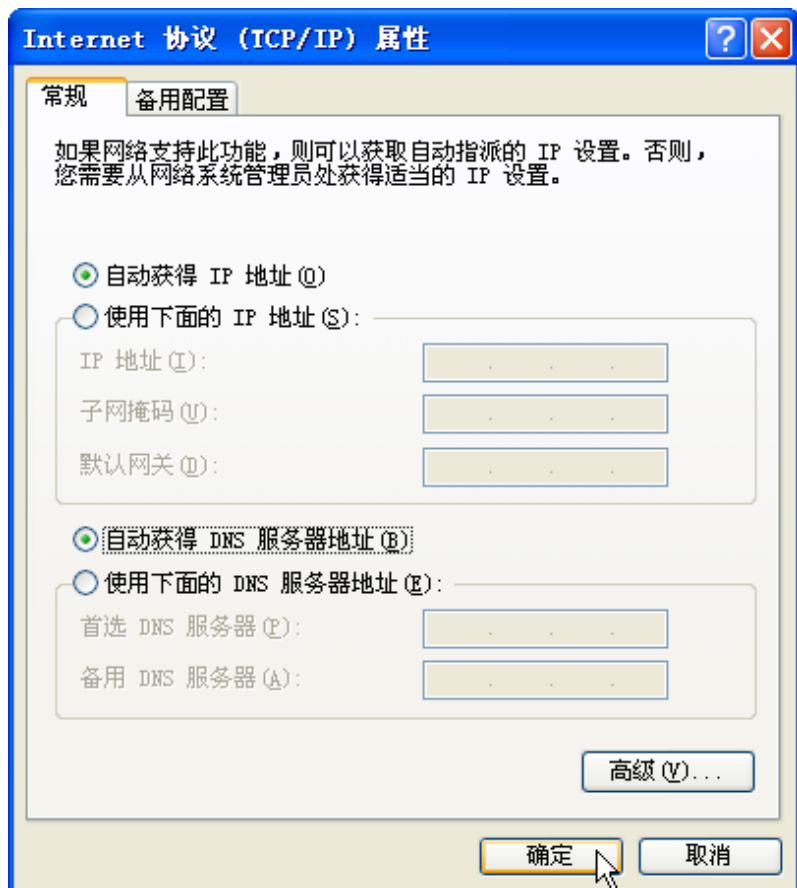 Internet 协议 (TCP/IP) 属性
常规
备用配置
如果网络支持此功能,则可以获取自动指派的 IP 设置。否则,
您需要从网络系统管理员处获得适当的 IP 设置。
自动获得 IP 地址(O)
使用下面的 IP 地址(S):
IP 地址(I):
子网掩码(U):
默认网关(D):
自动获得 DNS 服务器地址(B)
使用下面的 DNS 服务器地址(E):
首选 DNS 服务器(P):
备用 DNS 服务器(A):
高级(V)...
确定
取消